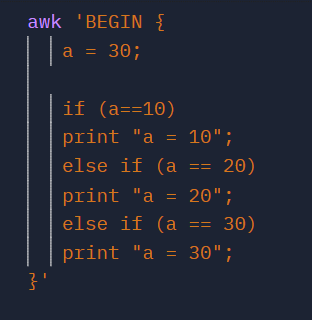 awk 'BEGIN {
a = 30;
if (a==10)
print "a = 10";
else if (a == 20)
print "a = 20";
else if (a == 30)
print "a = 30";
}'